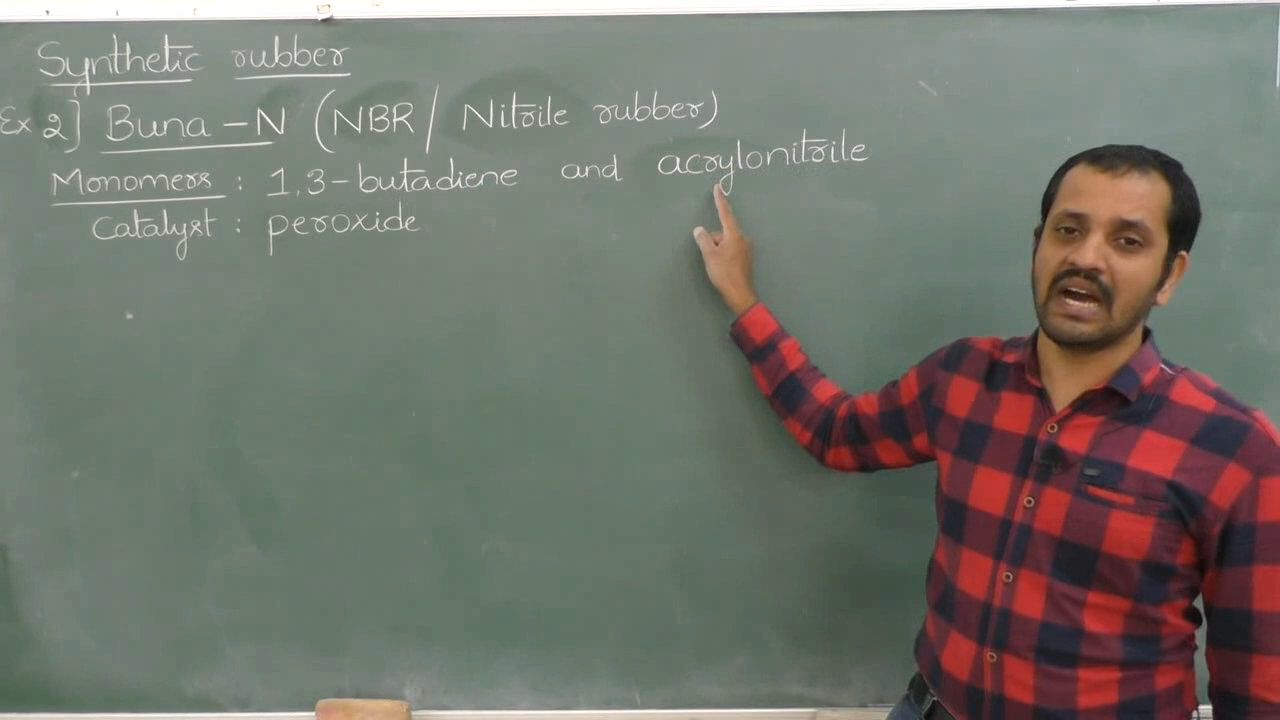 Synthetic rubber
Ex 2] Buna-N (NBR/ Nitrile rubber)
Monomers : 1,3-butadiene and acrylonitrile
Catalyst : peroxide